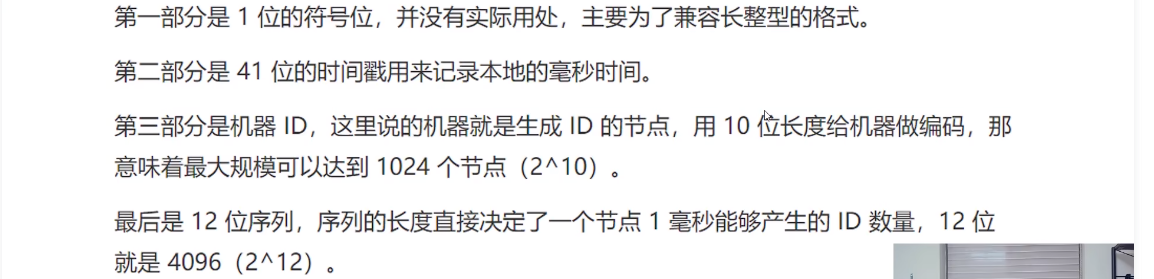 第一部分是 1 位的符号位，并没有实际用处，主要为了兼容长整型的格式。
第二部分是 41 位的时间戳用来记录本地的毫秒时间。
第三部分是机器 ID，这里说的机器就是生成 ID 的节点，用 10 位长度给机器做编码，那
意味着最大规模可以达到 1024 个节点（2^10）。
最后是 12 位序列，序列的长度直接决定了一个节点 1 毫秒能够产生的 ID 数量，12 位
就是 4096（2^12）。